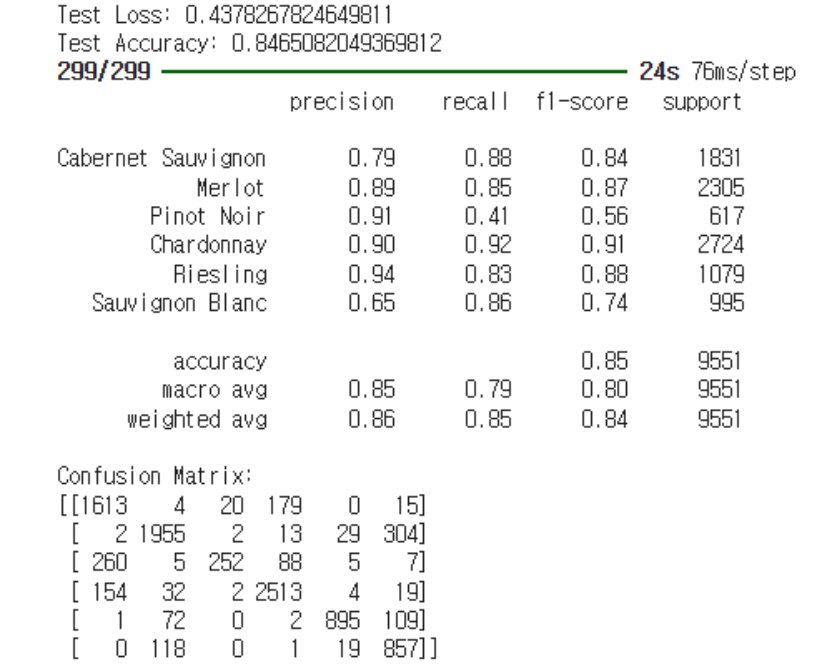 Test Loss: 0.4378267824649811
Test Accuracy: 0.8465082049369812
299/299 24s 76ms/step
precision recall f1-score support
Cabernet Sauvignon 0.79 0.88 0.84 1831
Merlot 0.89 0.85 0.87 2305
Pinot Noir 0.91 0.41 0.56 617
Chardonnay 0.90 0.92 0.91 2724
Riesling 0.94 0.83 0.88 1079
Sauvignon Blanc 0.65 0.86 0.74 995
accuracy 0.85 9551
macro avg 0.85 0.79 0.80 9551
weighted avg 0.86 0.85 0.84 9551
Confusion Matrix:
[[1613 4 20 179 0 15]
[ 2 1955 2 13 29 304]
[ 260 5 252 88 5 7]
[ 154 32 2 2513 4 19]
[ 1 72 0 2 895 109]
[ 0 118 0 1 19 857]]